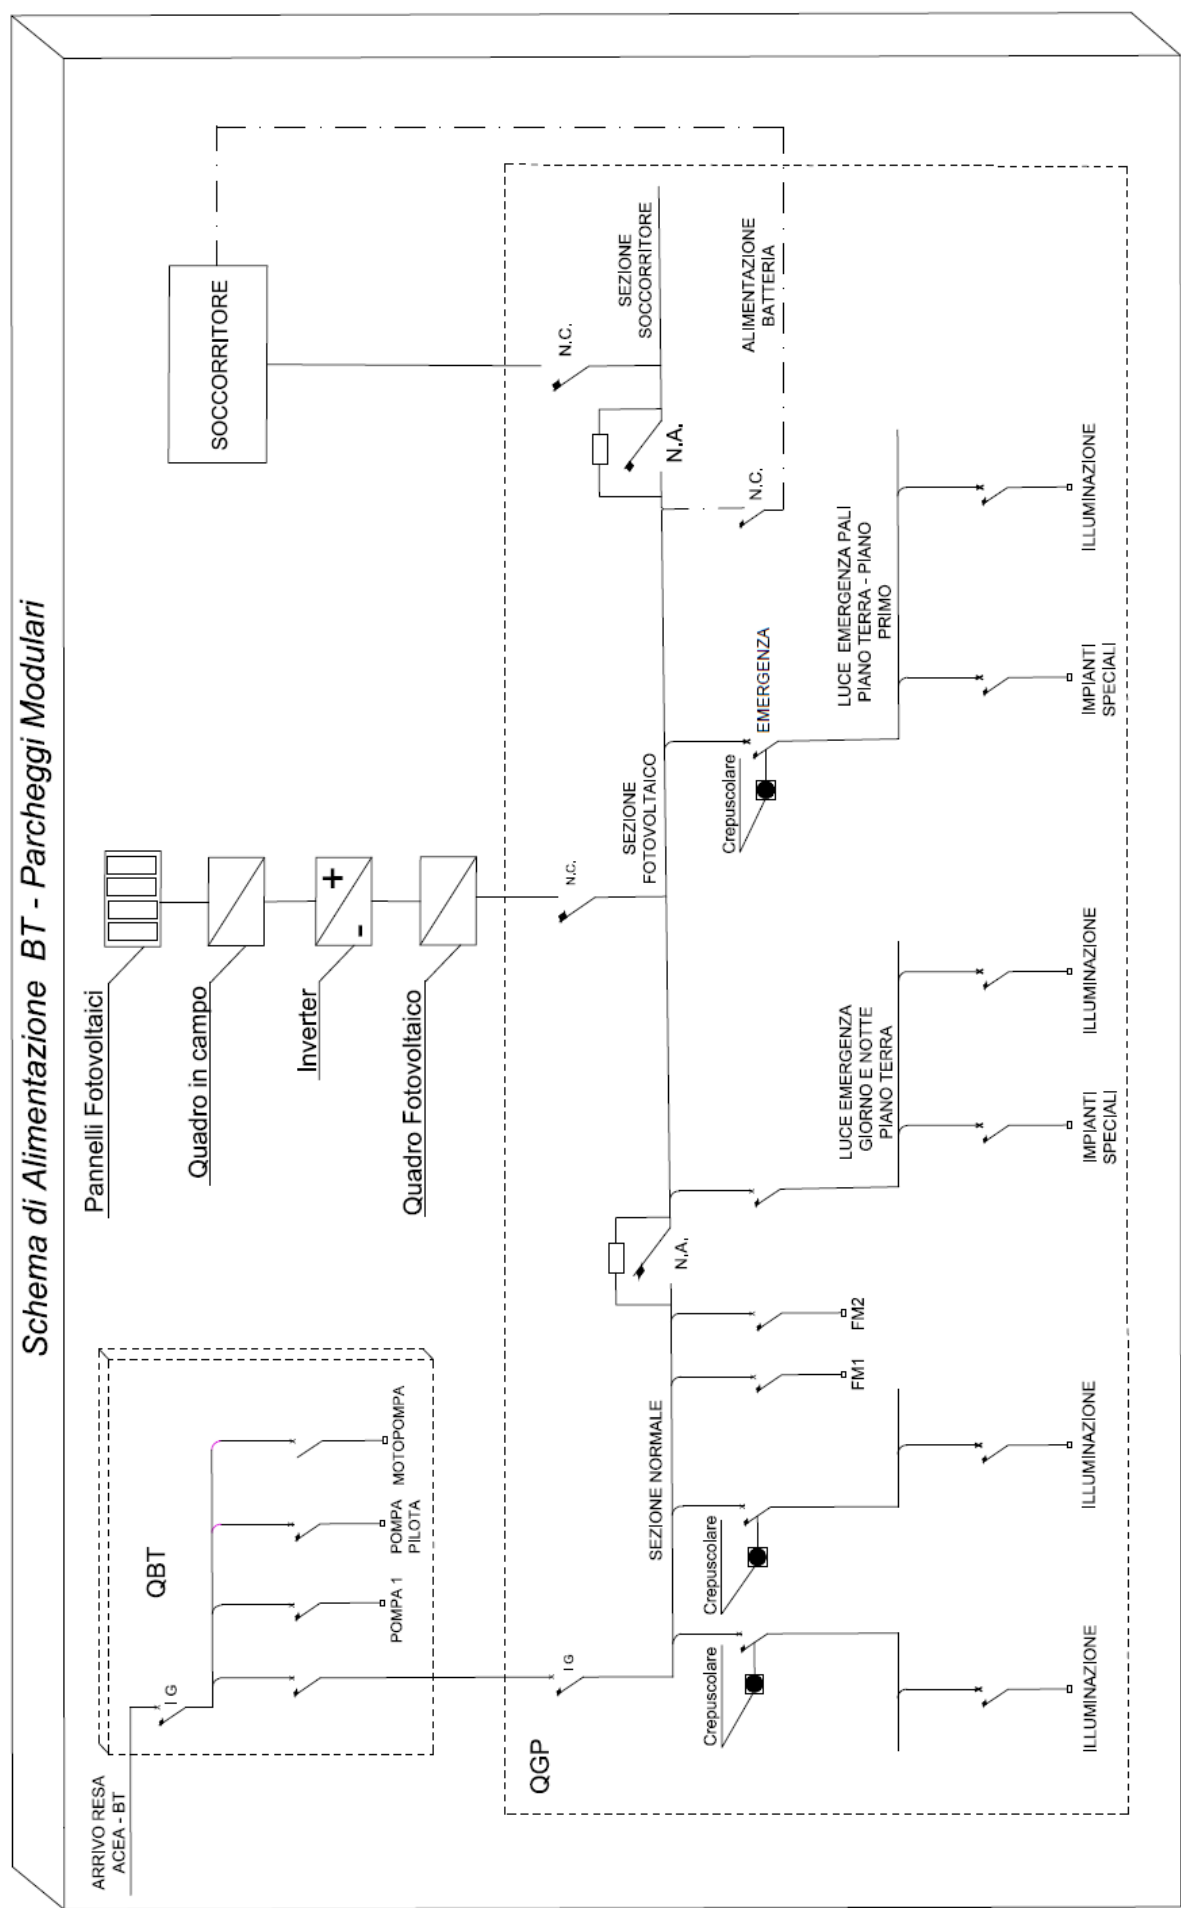 Schema di Alimentazione BT - Parcheggi Modulari
ARRIVO RESA
ACEA - BT
I G
QBT
POMPA 1
POMPA
PILOTA
MOTOPOMPA
Pannelli Fotovoltaici
Quadro in campo
Inverter
+
-
Quadro Fotovoltaico
SOCCORRITORE
QGP
I G
SEZIONE NORMALE
N.C.
SEZIONE
FOTOVOLTAICO
N.C.
SEZIONE
SOCCORRITORE
Crepuscolare
Crepuscolare
FM1
FM2
N.A.
Crepuscolare
EMERGENZA
N.A.
N.C.
ALIMENTAZIONE
BATTERIA
LUCE EMERGENZA
GIORNO E NOTTE
PIANO TERRA
LUCE EMERGENZA PALI
PIANO TERRA - PIANO
PRIMO
ILLUMINAZIONE
ILLUMINAZIONE
IMPIANTI
SPECIALI
ILLUMINAZIONE
IMPIANTI
SPECIALI
ILLUMINAZIONE